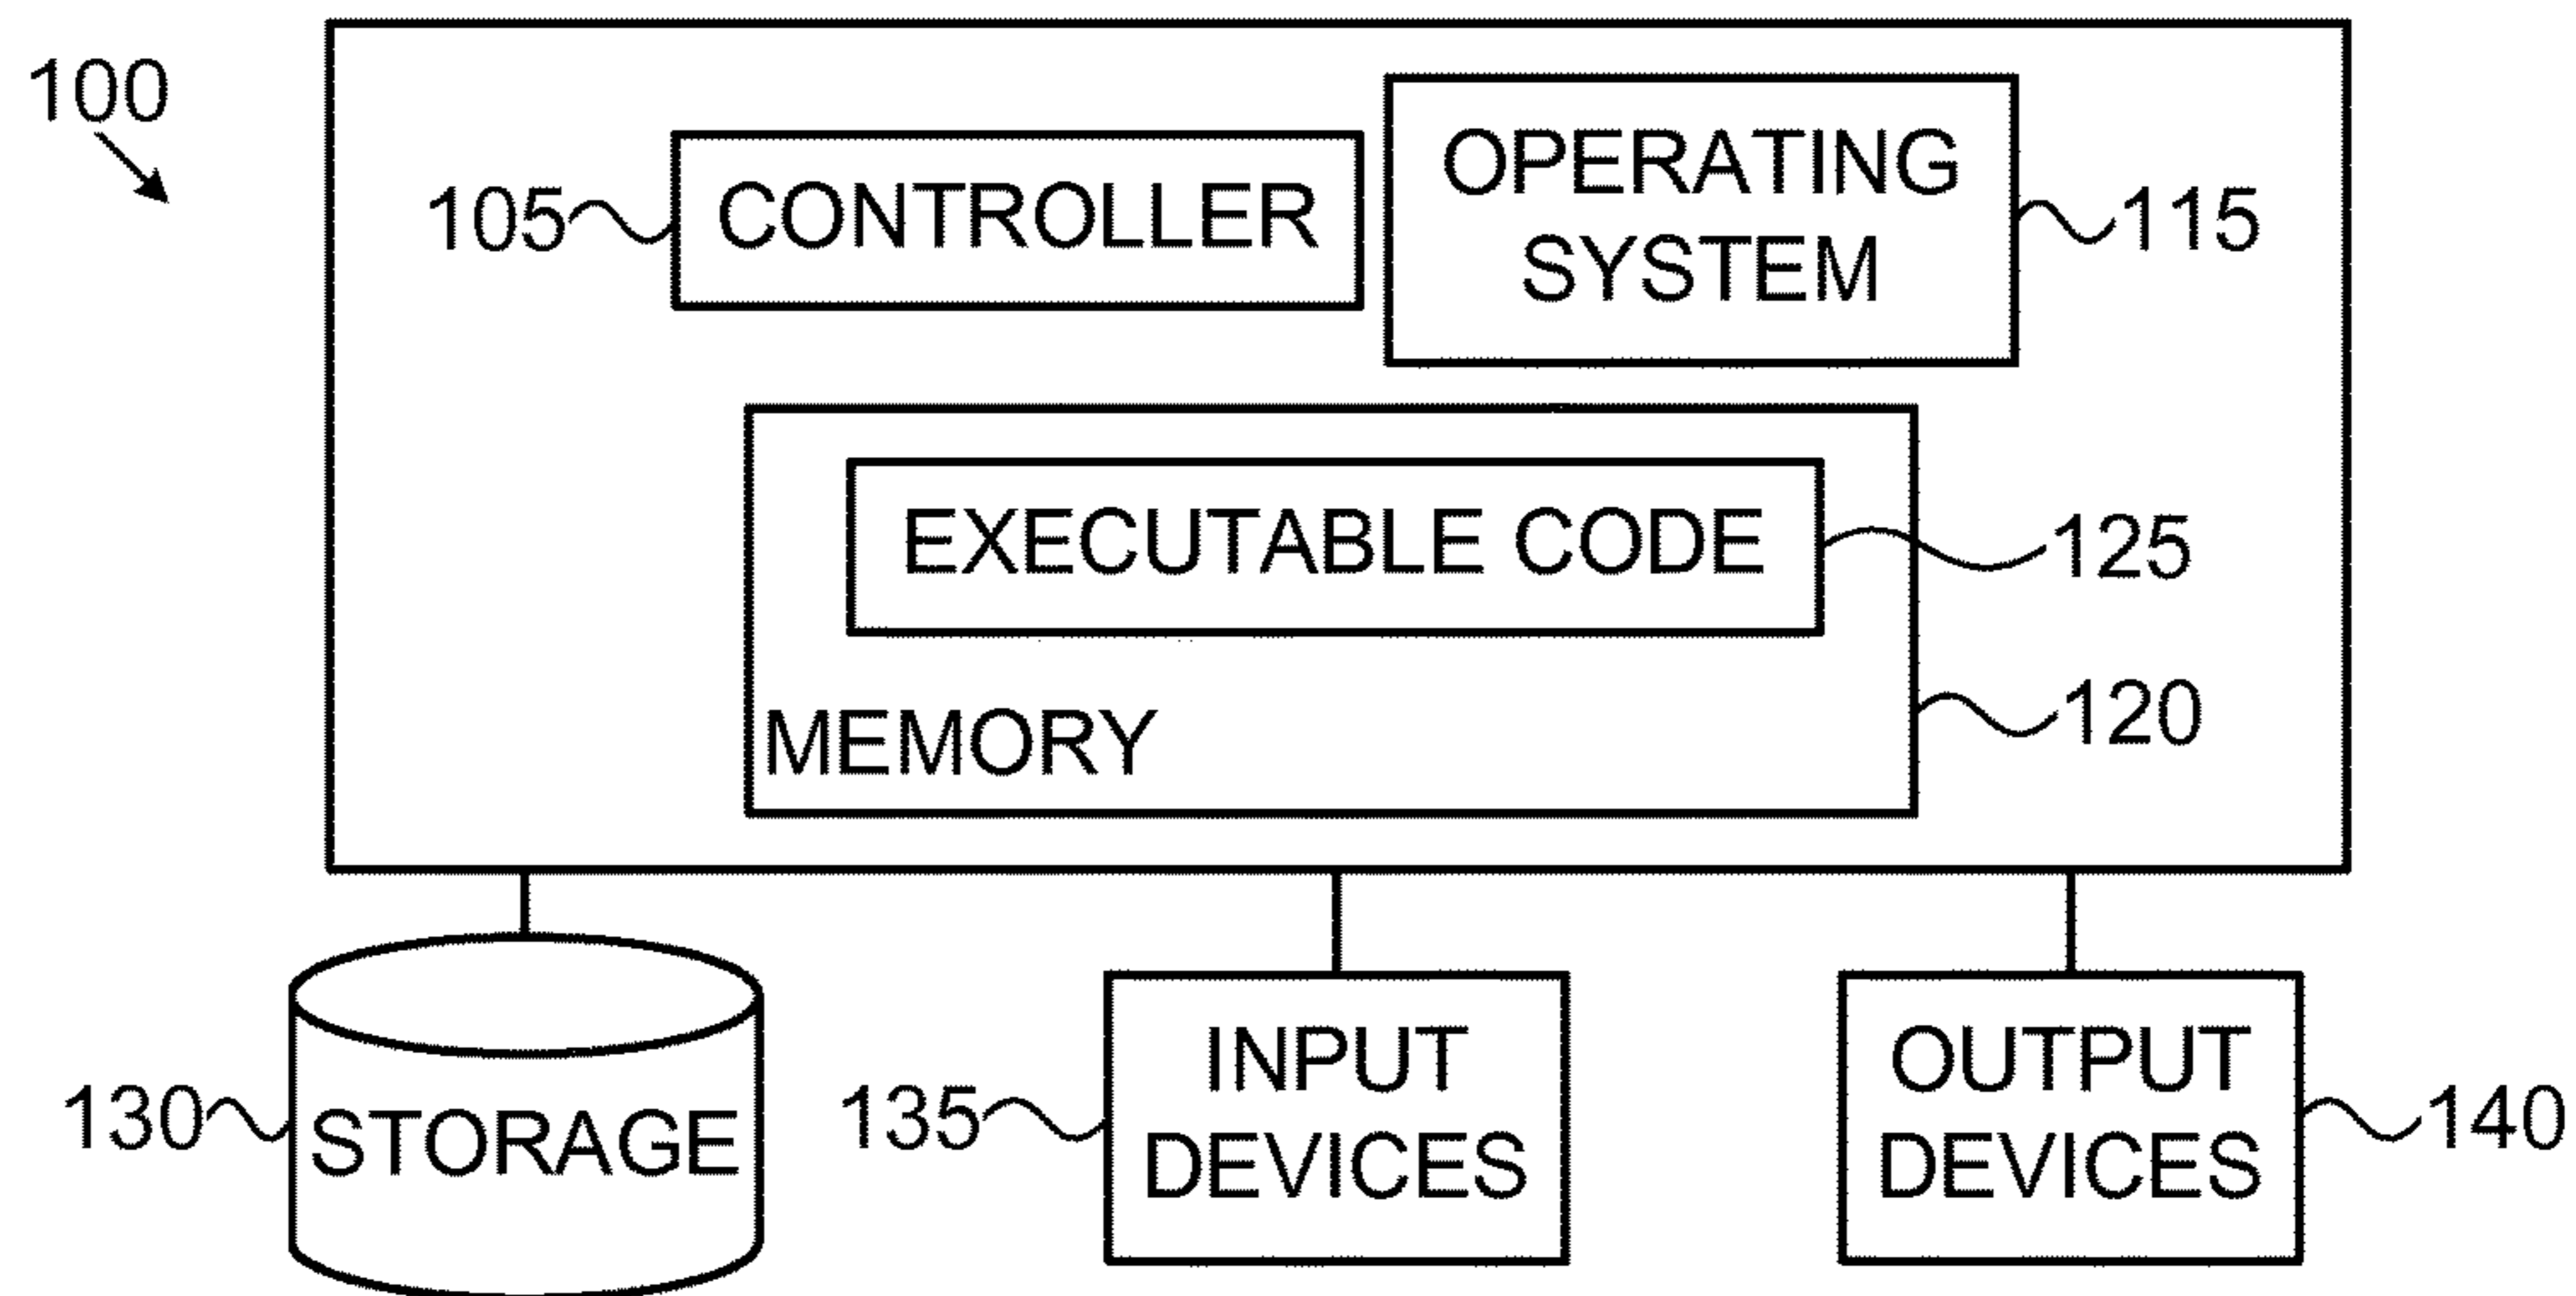 100
105 CONTROLLER
OPERATING
SYSTEM
115
EXECUTABLE CODE
125
MEMORY
120
130 STORAGE
135
INPUT
DEVICES
OUTPUT
DEVICES
140